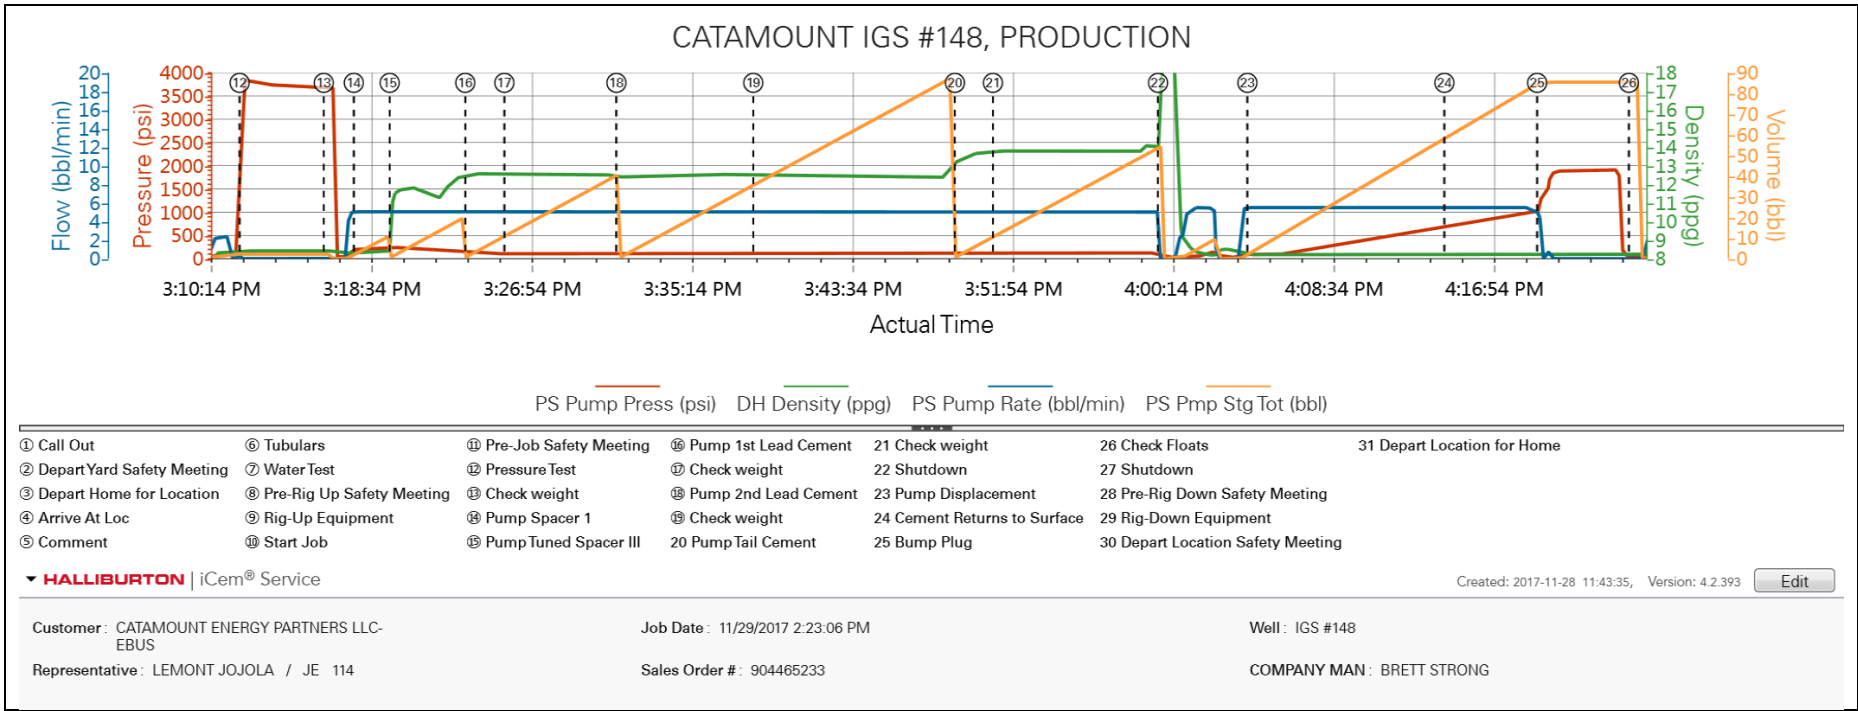 CATAMOUNT IGS #148, PRODUCTION
20 4000 18 90
18 3500 17 80
16 3000 16 70
14 2500 15 60
12 2000 14 50
10 1500 13 40
8 1000 12 30
6 500 11 20
4 0 10 10
2 9 0
0 8
Flow (bbl/min)
Pressure (psi)
Density (ppg)
Volume (bbl)
⑫ ⑬ ⑭ ⑮ ⑯ ⑰ ⑱ ⑲ ⑳ ㉑ ㉒ ㉓ ㉔ ㉕ ㉖
3:10:14 PM 3:18:34 PM 3:26:54 PM 3:35:14 PM 3:43:34 PM 3:51:54 PM 4:00:14 PM 4:08:34 PM 4:16:54 PM
Actual Time
PS Pump Press (psi) DH Density (ppg) PS Pump Rate (bbl/min) PS Pmp Stg Tot (bbl)
① Call Out ⑥ Tubulars ⑪ Pre-Job Safety Meeting ⑯ Pump 1st Lead Cement 21 Check weight 26 Check Floats 31 Depart Location for Home
② Depart Yard Safety Meeting ⑦ Water Test ⑫ Pressure Test ⑰ Check weight 22 Shutdown 27 Shutdown
③ Depart Home for Location ⑧ Pre-Rig Up Safety Meeting ⑬ Check weight ⑱ Pump 2nd Lead Cement 23 Pump Displacement 28 Pre-Rig Down Safety Meeting
④ Arrive At Loc ⑨ Rig-Up Equipment ⑭ Pump Spacer 1 ⑲ Check weight 24 Cement Returns to Surface 29 Rig-Down Equipment
⑤ Comment ⑩ Start Job ⑮ Pump Tuned Spacer III 20 Pump Tail Cement 25 Bump Plug 30 Depart Location Safety Meeting
HALLIBURTON | iCem® Service Created: 2017-11-28 11:43:35, Version: 4.2.393 Edit
Customer : CATAMOUNT ENERGY PARTNERS LLC- Job Date : 11/29/2017 2:23:06 PM Well : IGS #148
EBUS
Representative : LEMONT JOJOLA / JE 114 Sales Order # : 904465233 COMPANY MAN : BRETT STRONG